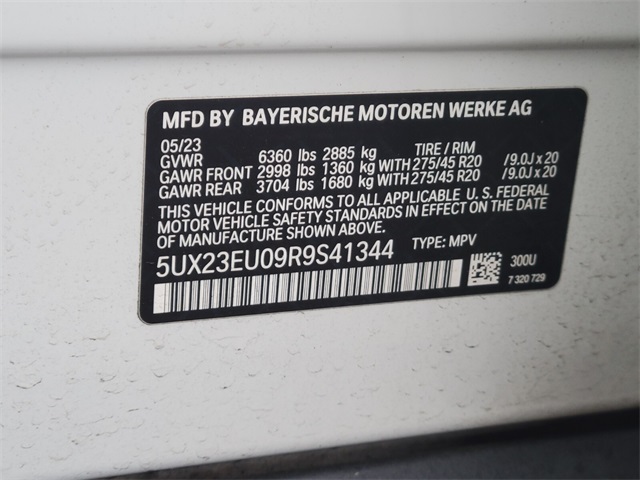 MFD BY BAYERISCHE MOTOREN WERKE AG
05/23 TIRE / RIM
GVWR 6360 lbs 2885 kg
GAWR FRONT 2998 lbs 1360 kg WITH 275/45 R20 /9.0J x 20
GAWR REAR 3704 lbs 1680 kg WITH 275/45 R20 /9.0J x 20
THIS VEHICLE CONFORMS TO ALL APPLICABLE U. S. FEDERAL
MOTOR VEHICLE SAFETY STANDARDS IN EFFECT ON THE DATE
OF MANUFACTURE SHOWN ABOVE.
5UX23EU09R9S41344 TYPE: MPV
300U
7 320 729